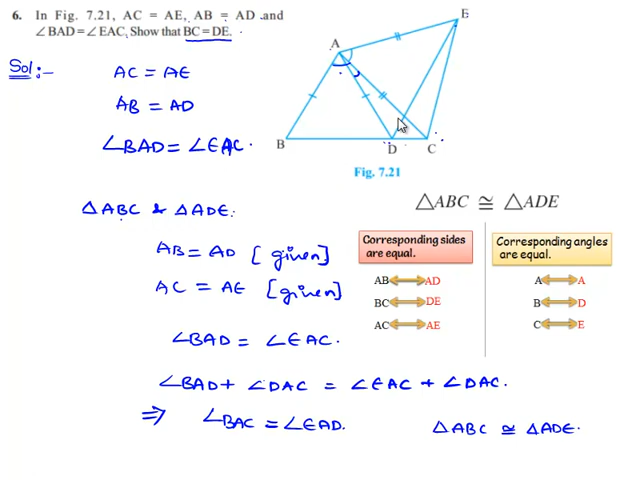 6. In Fig. 7.21, AC = AE, AB = AD and
∠BAD = ∠EAC. Show that BC = DE.
Sol :-
AC = AE
AB = AD
∠BAD = ∠EAC.
E
A
B
D
C
Fig. 7.21
△ABC & △ADE.
AB = AD [given]
AC = AE [given]
∠BAD = ∠EAC.
∠BAD + ∠DAC = ∠EAC + ∠DAC.
⇒ ∠BAC = ∠EAD.
△ABC ≅ △ADE
Corresponding sides
are equal.
AB AD
BC DE
AC AE
Corresponding angles
are equal.
A A
B D
C E
△ABC ≅ △ADE.